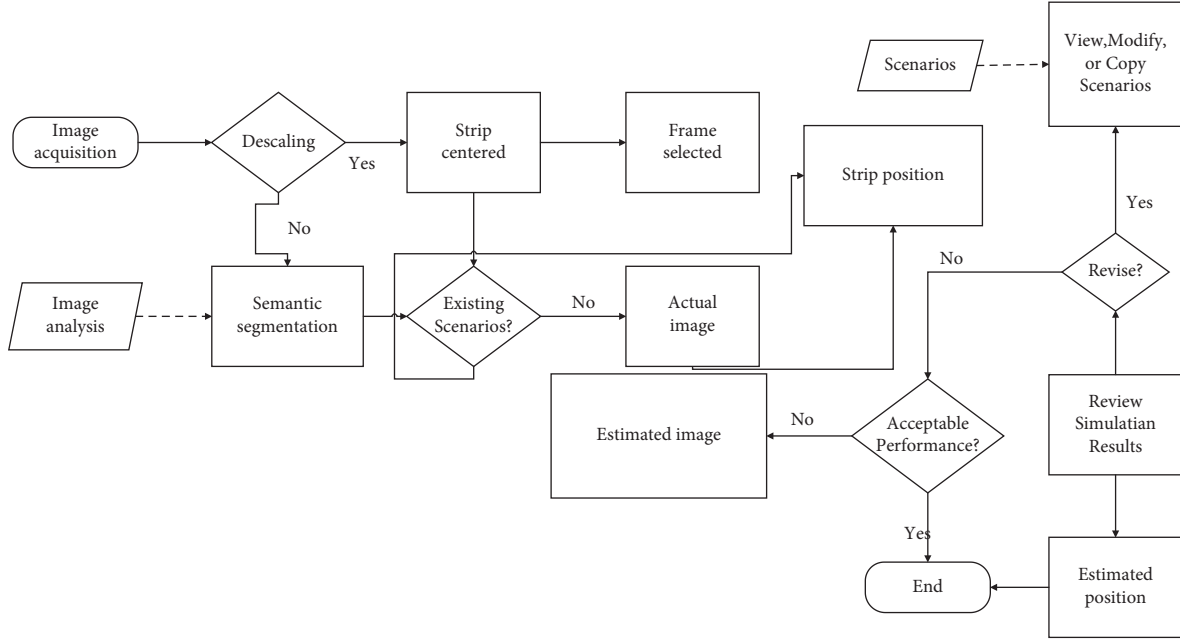 Image
acquisition
Descaling
Yes
No
Strip
centered
Frame
selected
Scenarios
View,Modify,
or Copy
Scenarios
Strip position
Yes
Image
analysis
Semantic
segmentation
Existing
Scenarios?
No
Actual
image
No
Revise?
Estimated image
No
Acceptable
Performance?
Review
Simulation
Results
Yes
End
Estimated
position